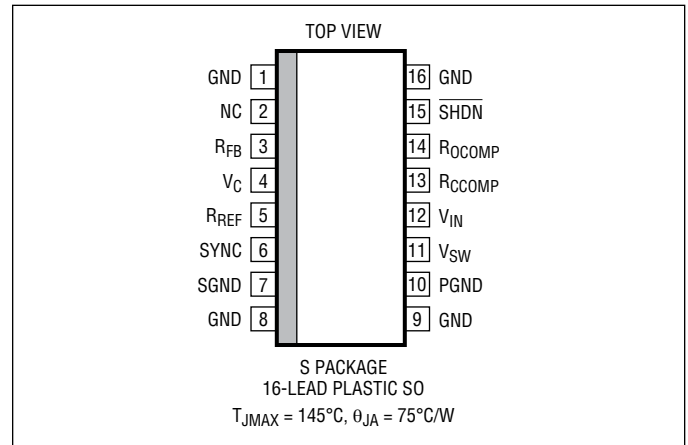 TOP VIEW
GND 1 16 GND
NC 2 15 SHDN
RFB 3 14 ROCOMP
VC 4 13 RCCOMP
RREF 5 12 VIN
SYNC 6 11 VSW
SGND 7 10 PGND
GND 8 9 GND
S PACKAGE
16-LEAD PLASTIC SO
TJMAX = 145°C, θJA = 75°C/W